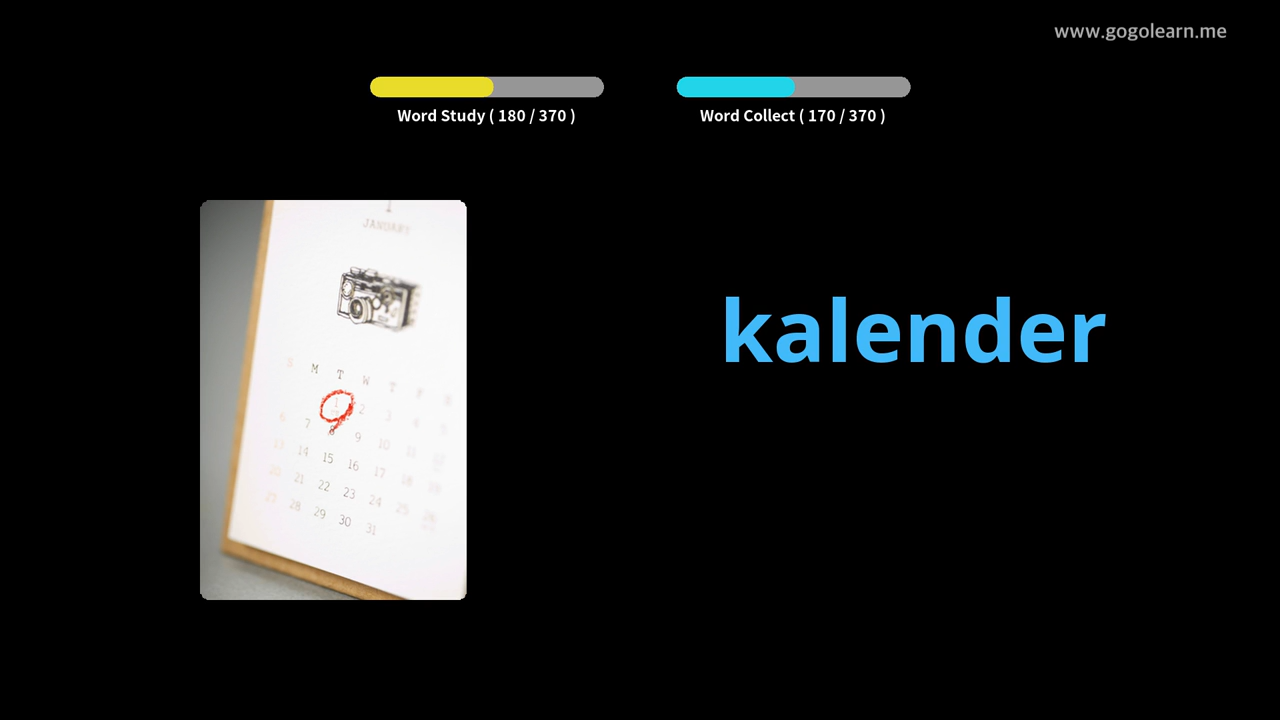 www.gogolearn.me
Word Study ( 180 / 370 )
Word Collect ( 170 / 370 )
JANUARY
kalender
S M T W T F S
1 2 3 4 5
6 7 8 9 10 11
13 14 15 16 17 18 19
20 21 22 23 24 25 26
28 29 30 31